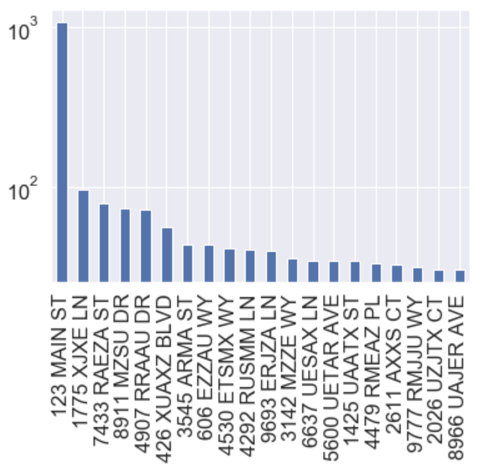 10³
10²
123 MAIN ST
1775 XJXE LN
7433 RAEZA ST
8911 MZSU DR
4907 RRAAU DR
426 XUAXZ BLVD
3545 ARMA ST
606 EZZAU WY
4530 ETSMX WY
4292 RUSMM LN
9693 ERJZA LN
3142 MZZE WY
6637 UESAX LN
5600 UETAR AVE
1425 UAATX ST
4479 RMEAZ PL
2611 AXXS CT
9777 RMJJU WY
2026 UZJTX CT
8966 UAJER AVE